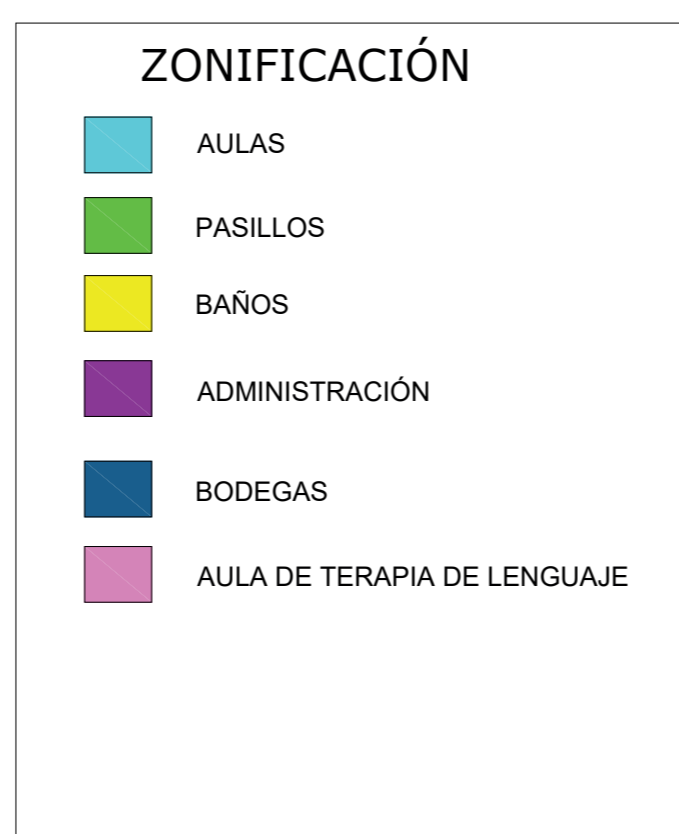 ZONIFICACIÓN
AULAS
PASILLOS
BAÑOS
ADMINISTRACIÓN
BODEGAS
AULA DE TERAPIA DE LENGUAJE